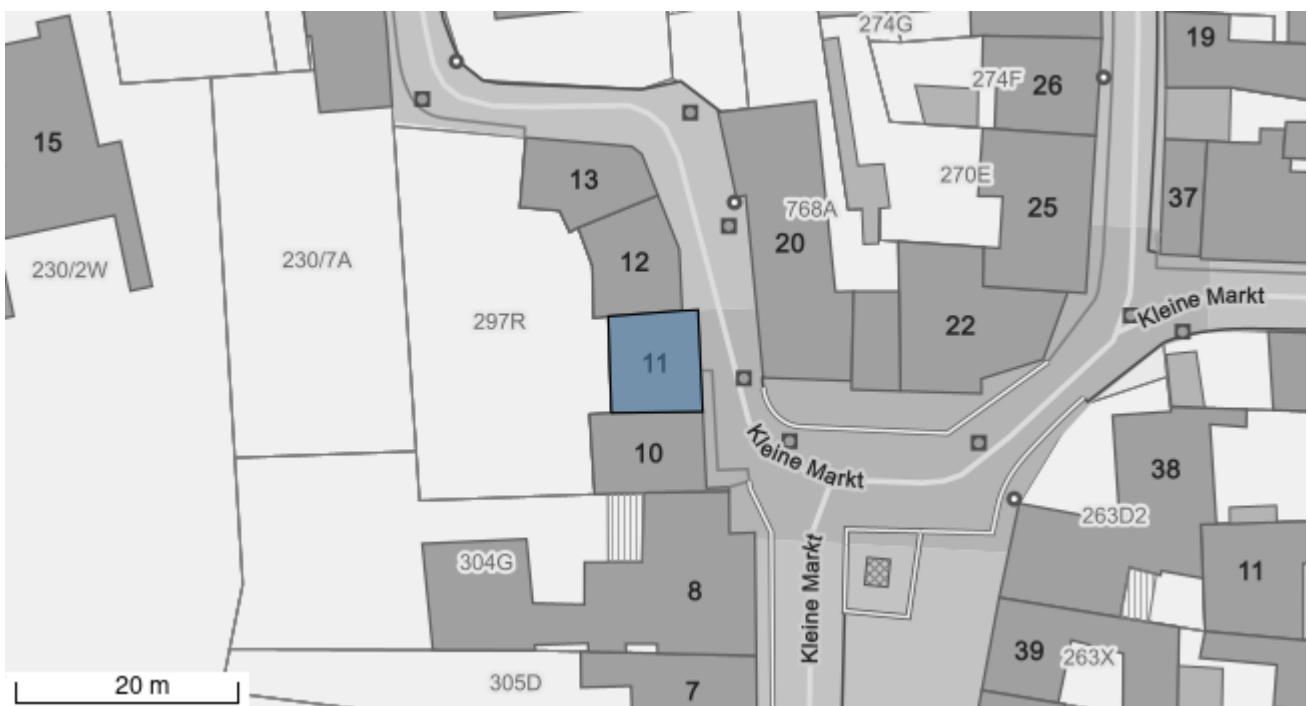 274G
19
274F
26
15
13
270E
37
768A
25
20
230/2W
230/7A
12
Kleine Markt
297R
22
11
10
Kleine Markt
38
263D2
304G
11
8
Kleine Markt
39
263X
20 m
305D
7